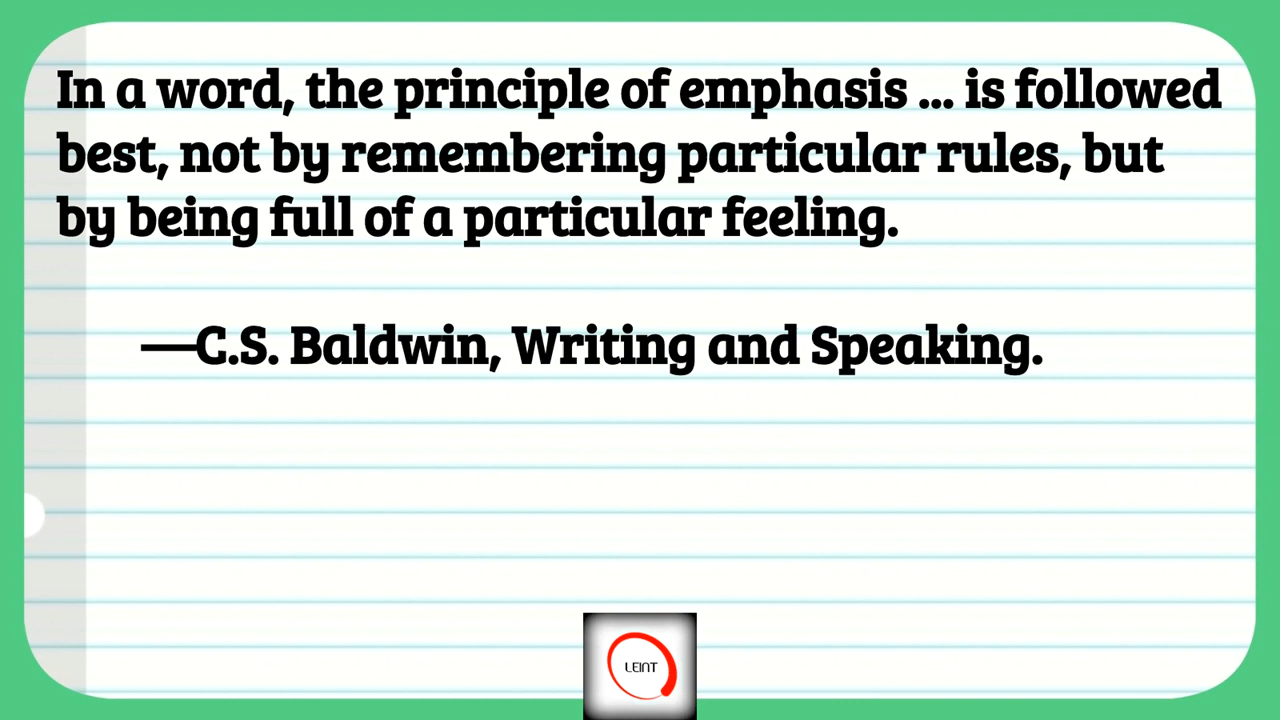 In a word, the principle of emphasis ... is followed
best, not by remembering particular rules, but
by being full of a particular feeling.
—C.S. Baldwin, Writing and Speaking.
LEINT